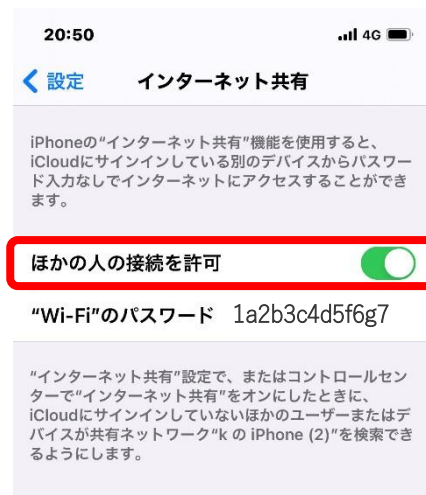 20:50 4G
設定 インターネット共有
iPhoneの“インターネット共有”機能を使用すると、
iCloudにサインインしている別のデバイスからパスワー
ド入力なしでインターネットにアクセスすることができ
ます。
ほかの人の接続を許可
“Wi-Fi”のパスワード 1a2b3c4d5f6g7
“インターネット共有”設定で、またはコントロールセン
ターで“インターネット共有”をオンにしたときに、
iCloudにサインインしていないほかのユーザーまたはデ
バイスが共有ネットワーク“k の iPhone (2)”を検索でき
るようにします。